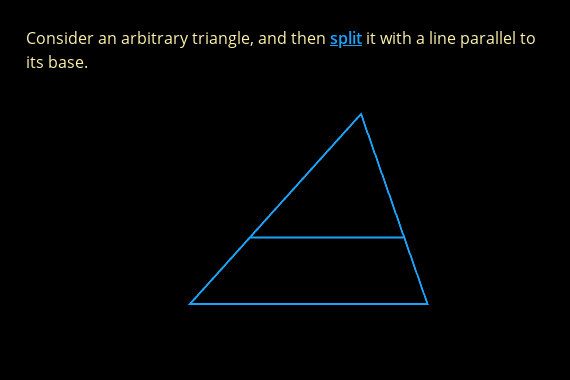 Consider an arbitrary triangle, and then split it with a line parallel to
its base.